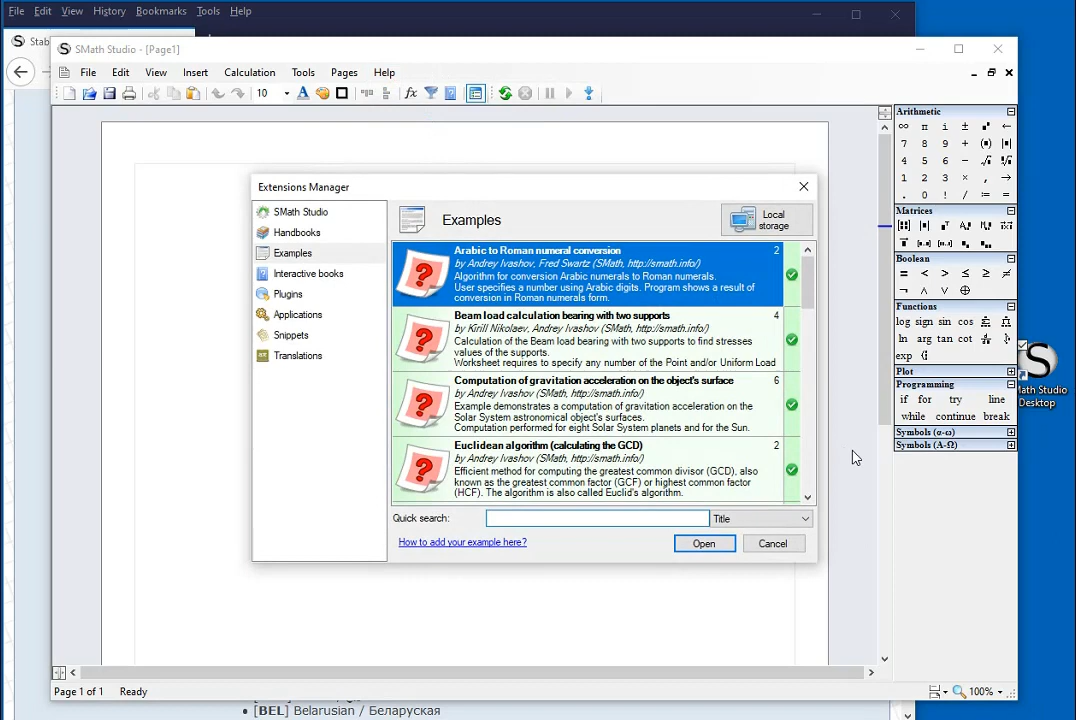 File Edit View History Bookmarks Tools Help
Stab
SMath Studio - [Page1]
File Edit View Insert Calculation Tools Pages Help
10
Extensions Manager
SMath Studio
Handbooks
Examples
Interactive books
Plugins
Applications
Snippets
Translations
Examples
Local storage
Arabic to Roman numeral conversion 2
by Andrey Ivashov, Fred Swartz (SMath, http://smath.info/)
Algorithm for conversion Arabic numerals to Roman numerals.
User specifies a number using Arabic digits. Program shows a result of
conversion in Roman numerals form.
Beam load calculation bearing with two supports 4
by Kirill Nikolaev, Andrey Ivashov (SMath, http://smath.info/)
Calculation of the Beam load bearing with two supports to find stresses
values of the supports.
Worksheet requires to specify any number of the Point and/or Uniform Load
Computation of gravitation acceleration on the object's surface 6
by Andrey Ivashov (SMath, http://smath.info/)
Example demonstrates a computation of gravitation acceleration on the
Solar System astronomical object's surfaces.
Computation performed for eight Solar System planets and for the Sun.
Euclidean algorithm (calculating the GCD) 2
by Andrey Ivashov (SMath, http://smath.info/)
Efficient method for computing the greatest common divisor (GCD), also
known as the greatest common factor (GCF) or highest common factor
(HCF). The algorithm is also called Euclid's algorithm.
Quick search: Title
How to add your example here?
Open Cancel
Arithmetic
∞ π i ±
7 8 9 +
4 5 6 −
1 2 3 × , →
. 0 ! / := =
Matrices
Boolean
= < > ≤ ≥ ≠
¬ ∧ ∨ ⊕
Functions
log sign sin cos
ln arg tan cot
exp
Plot
Programming
if for try line
while continue break
Symbols (α-ω)
Symbols (Α-Ω)
Math Studio
Desktop
Page 1 of 1 Ready 100%
[BEL] Belarusian / Беларуская